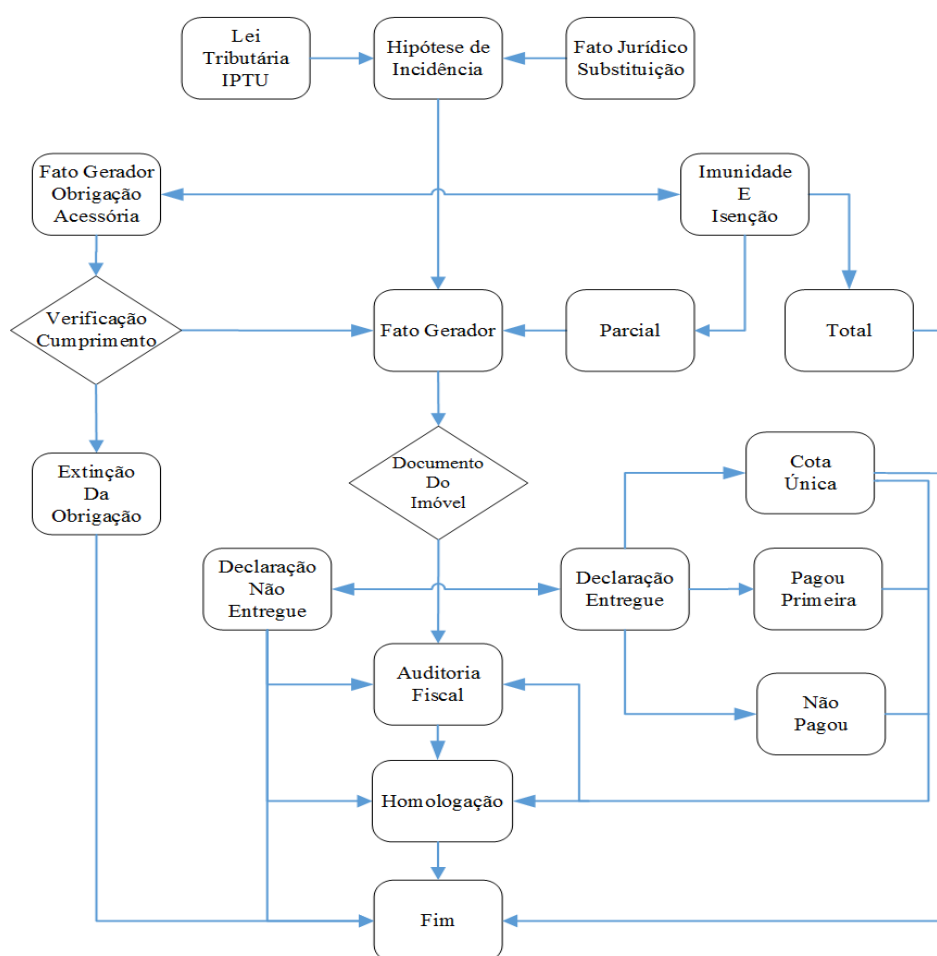 Lei
Tributária
IPTU
Hipótese de
Incidência
Fato Jurídico
Substituição
Fato Gerador
Obrigação
Acessória
Imunidade
E
Isenção
Verificação
Cumprimento
Fato Gerador
Parcial
Total
Extinção
Da
Obrigação
Documento
Do
Imóvel
Cota
Única
Declaração
Não
Entregue
Declaração
Entregue
Pagou
Primeira
Auditoria
Fiscal
Não
Pagou
Homologação
Fim